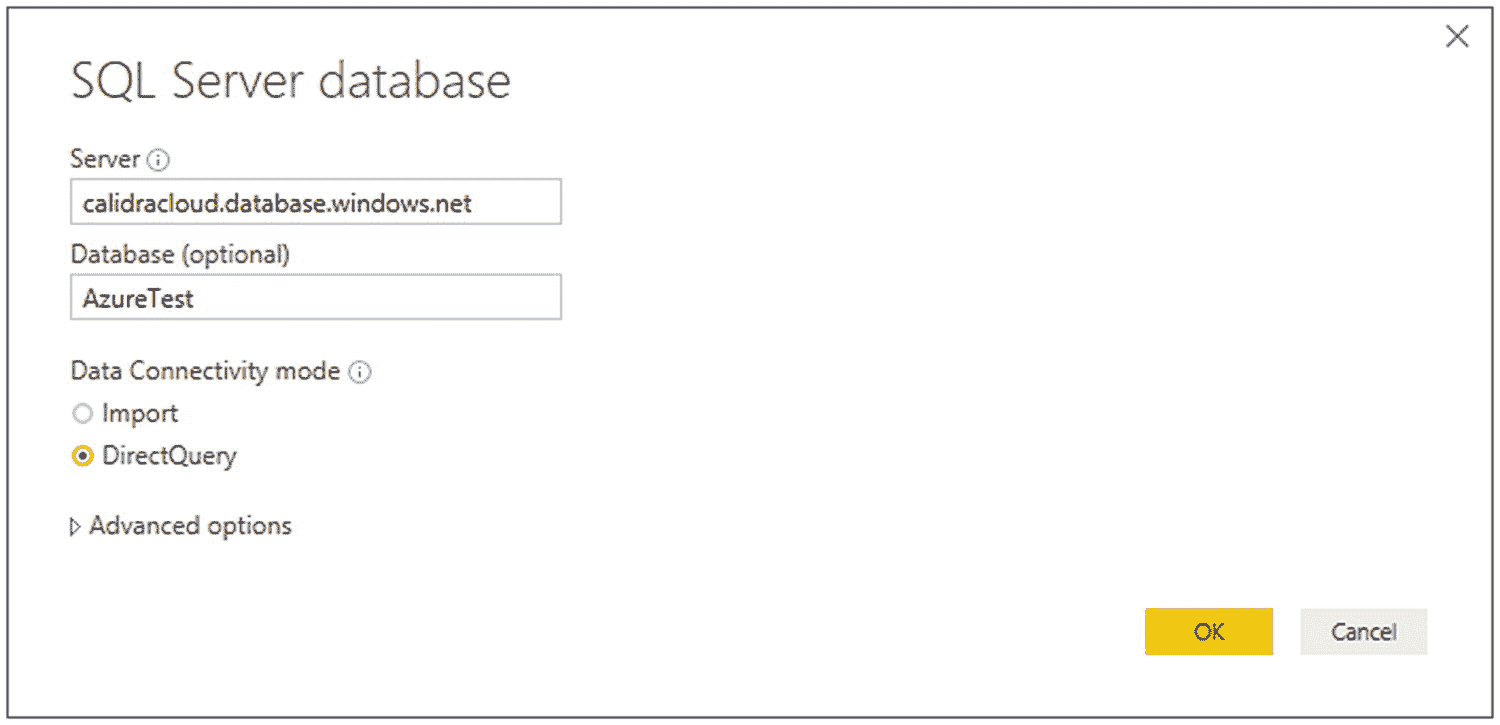 SQL Server database
Server
calidracloud.database.windows.net
Database (optional)
AzureTest
Data Connectivity mode
Import
DirectQuery
Advanced options
OK Cancel